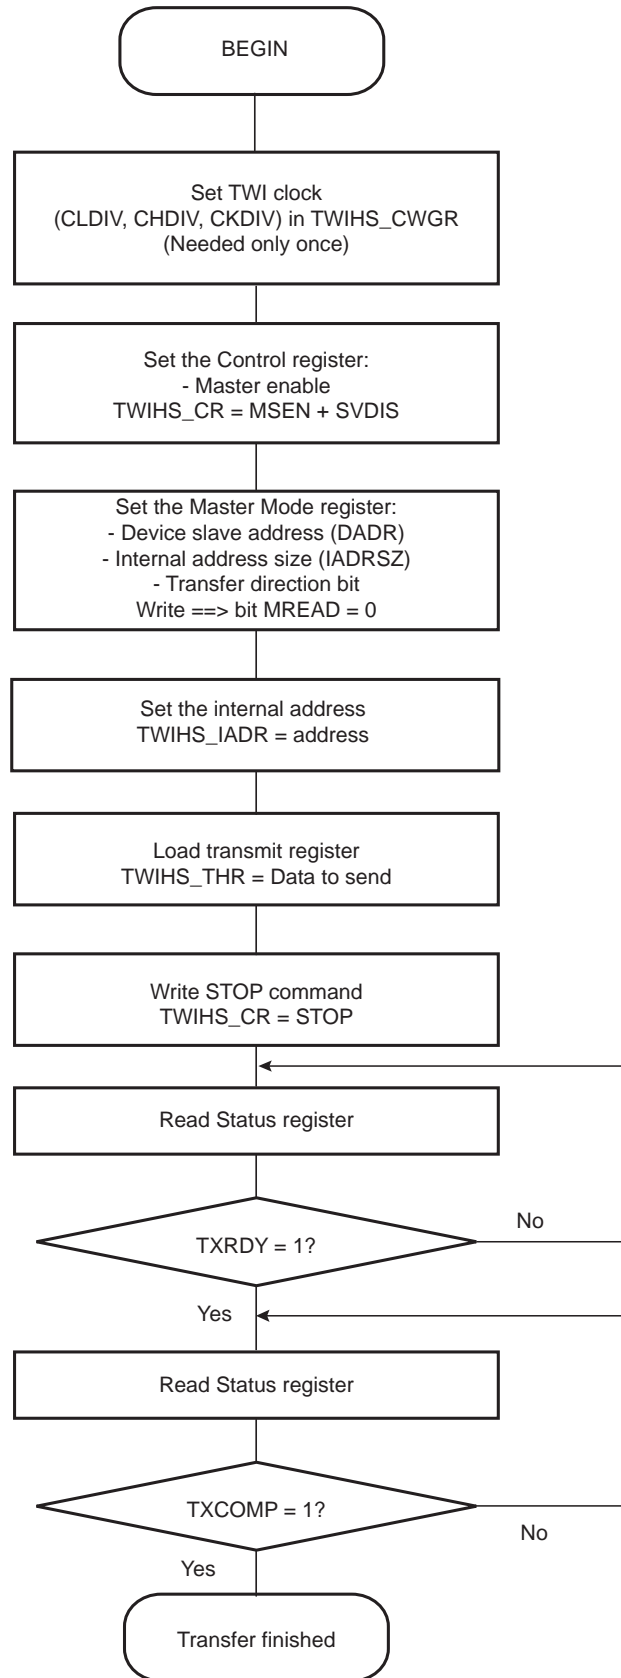 BEGIN
Set TWI clock
(CLDIV, CHDIV, CKDIV) in TWIHS_CWGR
(Needed only once)
Set the Control register:
- Master enable
TWIHS_CR = MSEN + SVDIS
Set the Master Mode register:
- Device slave address (DADR)
- Internal address size (IADRSZ)
- Transfer direction bit
Write ==> bit MREAD = 0
Set the internal address
TWIHS_IADR = address
Load transmit register
TWIHS_THR = Data to send
Write STOP command
TWIHS_CR = STOP
Read Status register
TXRDY = 1?
No
Yes
Read Status register
TXCOMP = 1?
No
Yes
Transfer finished